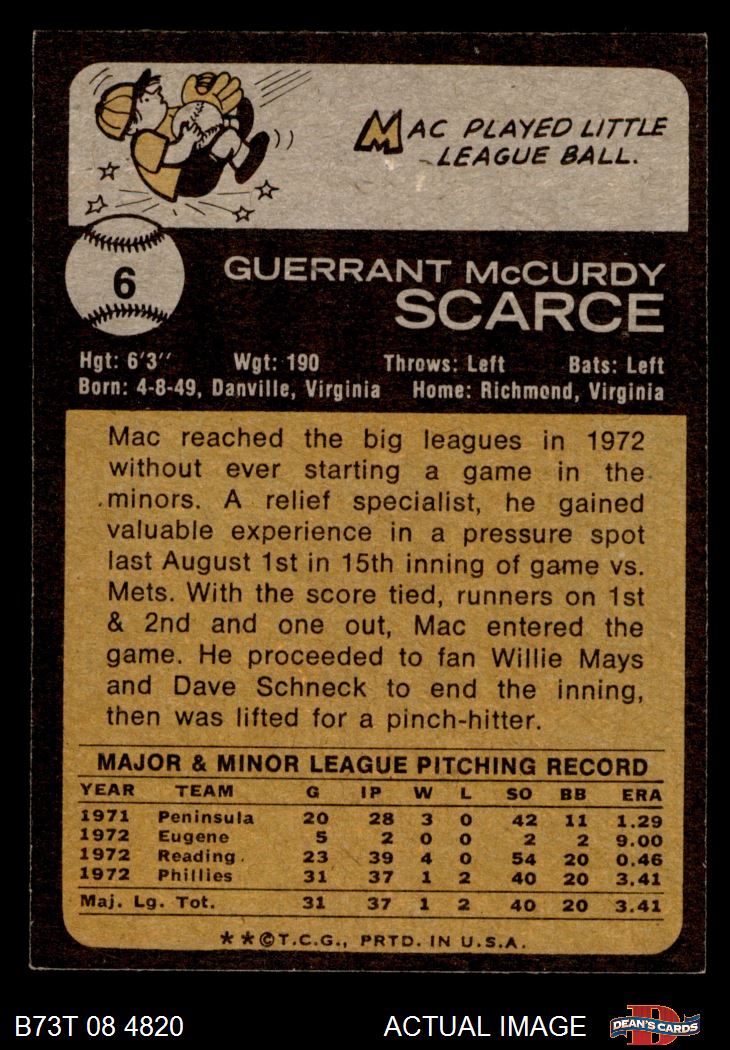 MAC PLAYED LITTLE
LEAGUE BALL.
6
GUERRANT McCURDY
SCARCE
Hgt: 6'3" Wgt: 190 Throws: Left Bats: Left
Born: 4-8-49, Danville, Virginia Home: Richmond, Virginia
Mac reached the big leagues in 1972
without ever starting a game in the
minors. A relief specialist, he gained
valuable experience in a pressure spot
last August 1st in 15th inning of game vs.
Mets. With the score tied, runners on 1st
& 2nd and one out, Mac entered the
game. He proceeded to fan Willie Mays
and Dave Schneck to end the inning,
then was lifted for a pinch-hitter.
MAJOR & MINOR LEAGUE PITCHING RECORD
YEAR TEAM G IP W L SO BB ERA
1971 Peninsula 20 28 3 0 42 11 1.29
1972 Eugene 5 2 0 0 2 2 9.00
1972 Reading 23 39 4 0 54 20 0.46
1972 Phillies 31 37 1 2 40 20 3.41
Maj. Lg. Tot. 31 37 1 2 40 20 3.41
**©T.C.G., PRTD. IN U.S.A.
B73T 08 4820 ACTUAL IMAGE
D
DEAN'S CARDS